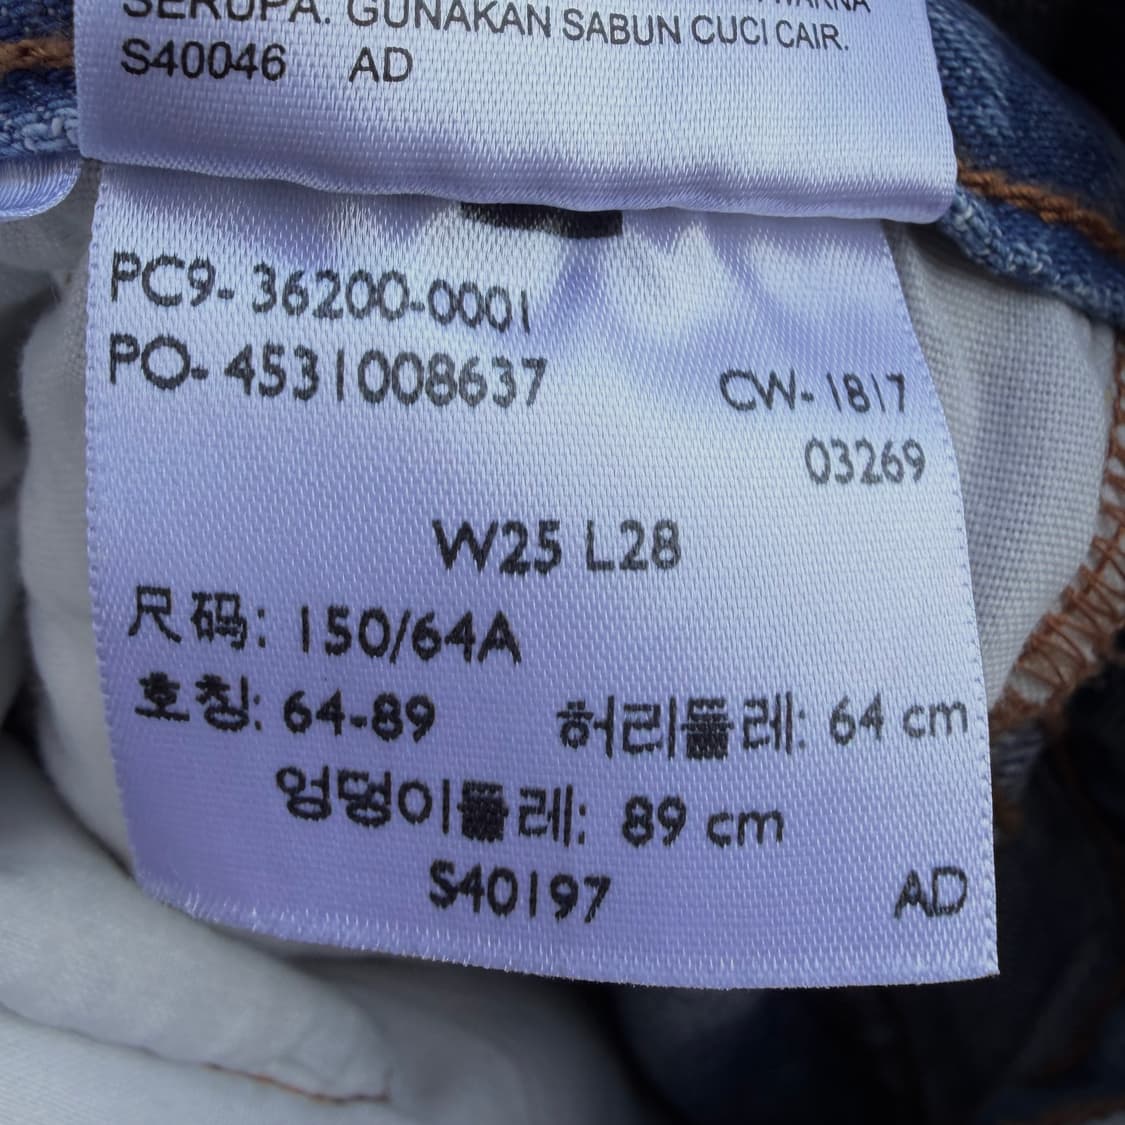 SERUPA. GUNAKAN SABUN CUCI CAIR.
S40046 AD
PC9-36200-0001
PO-4531008637 CW-1817
03269
W25 L28
尺码: 150/64A
호칭: 64-89 허리둘레: 64 cm
엉덩이둘레: 89 cm
S40197 AD